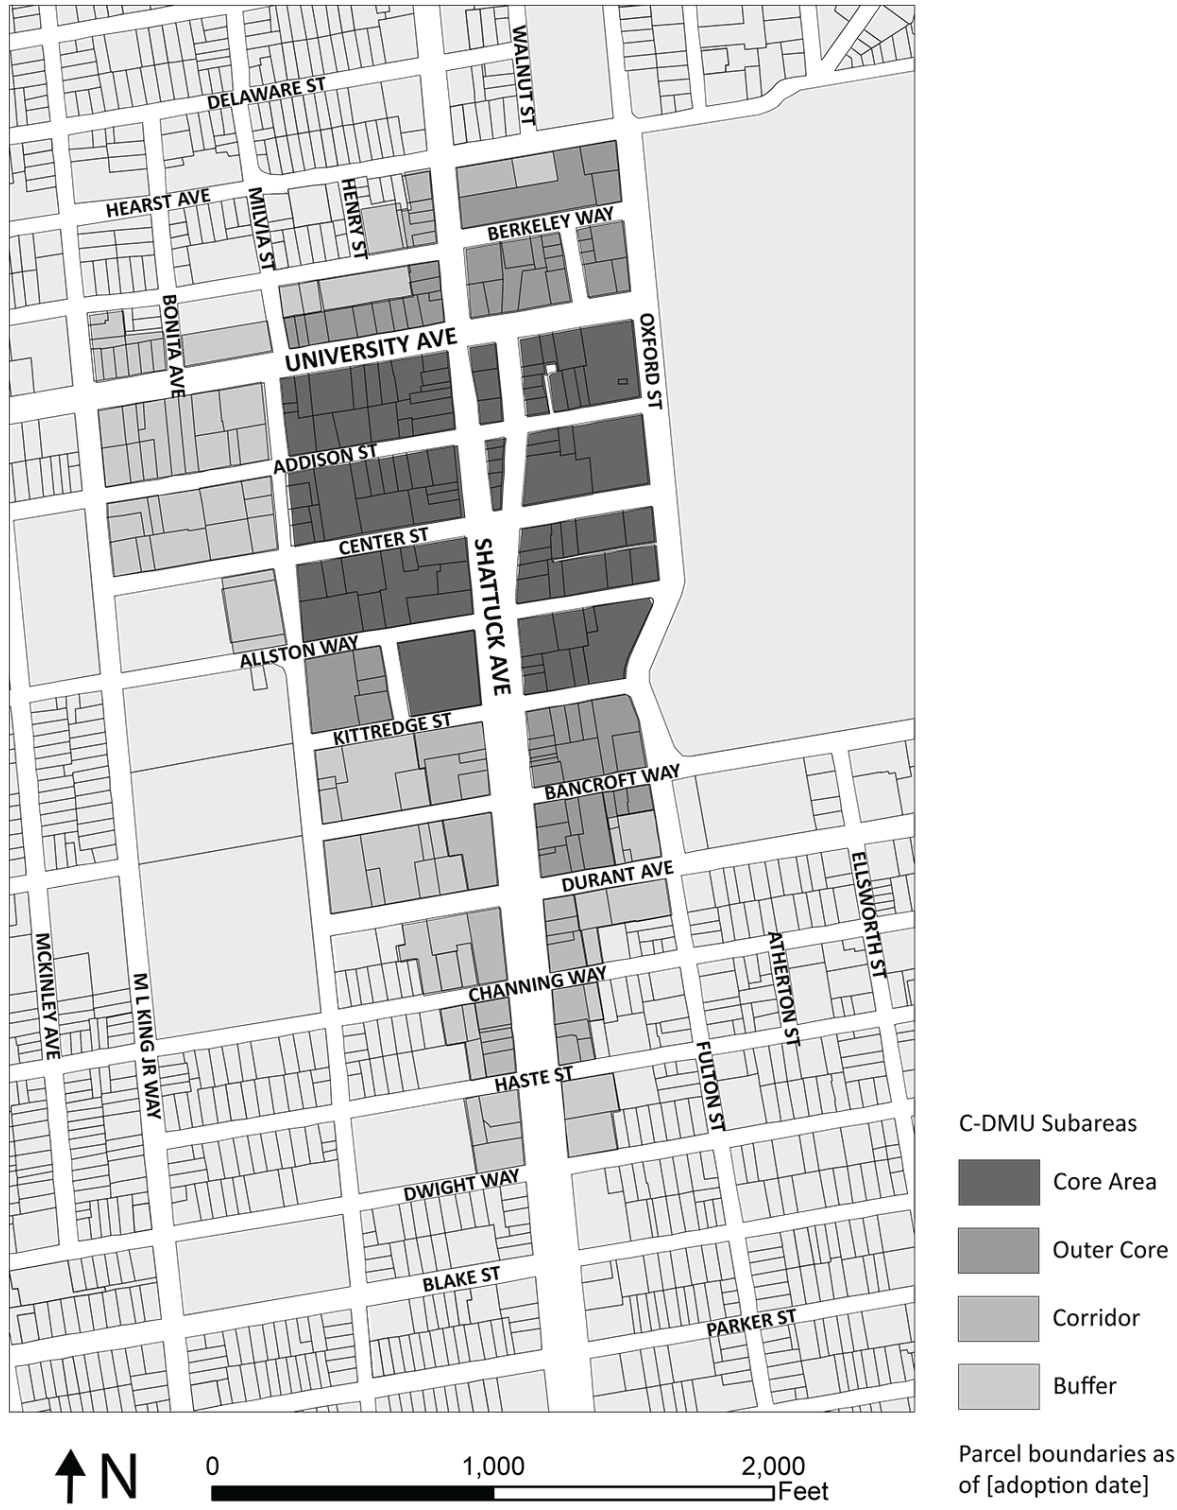 WALNUT ST
DELAWARE ST
HEARST AVE
MILVIA ST
HENRY ST
BERKELEY WAY
BONITA AVE
UNIVERSITY AVE
OXFORD ST
ADDISON ST
CENTER ST
SHATTUCK AVE
ALLSTON WAY
KITTREDGE ST
BANCROFT WAY
DURANT AVE
ELLSWORTH ST
MCKINLEY AVE
M L KING JR WAY
CHANNING WAY
ATHERTON ST
HASTE ST
FULTON ST
DWIGHT WAY
BLAKE ST
PARKER ST
C-DMU Subareas
Core Area
Outer Core
Corridor
Buffer
Parcel boundaries as
of [adoption date]
N
0 1,000 2,000
Feet